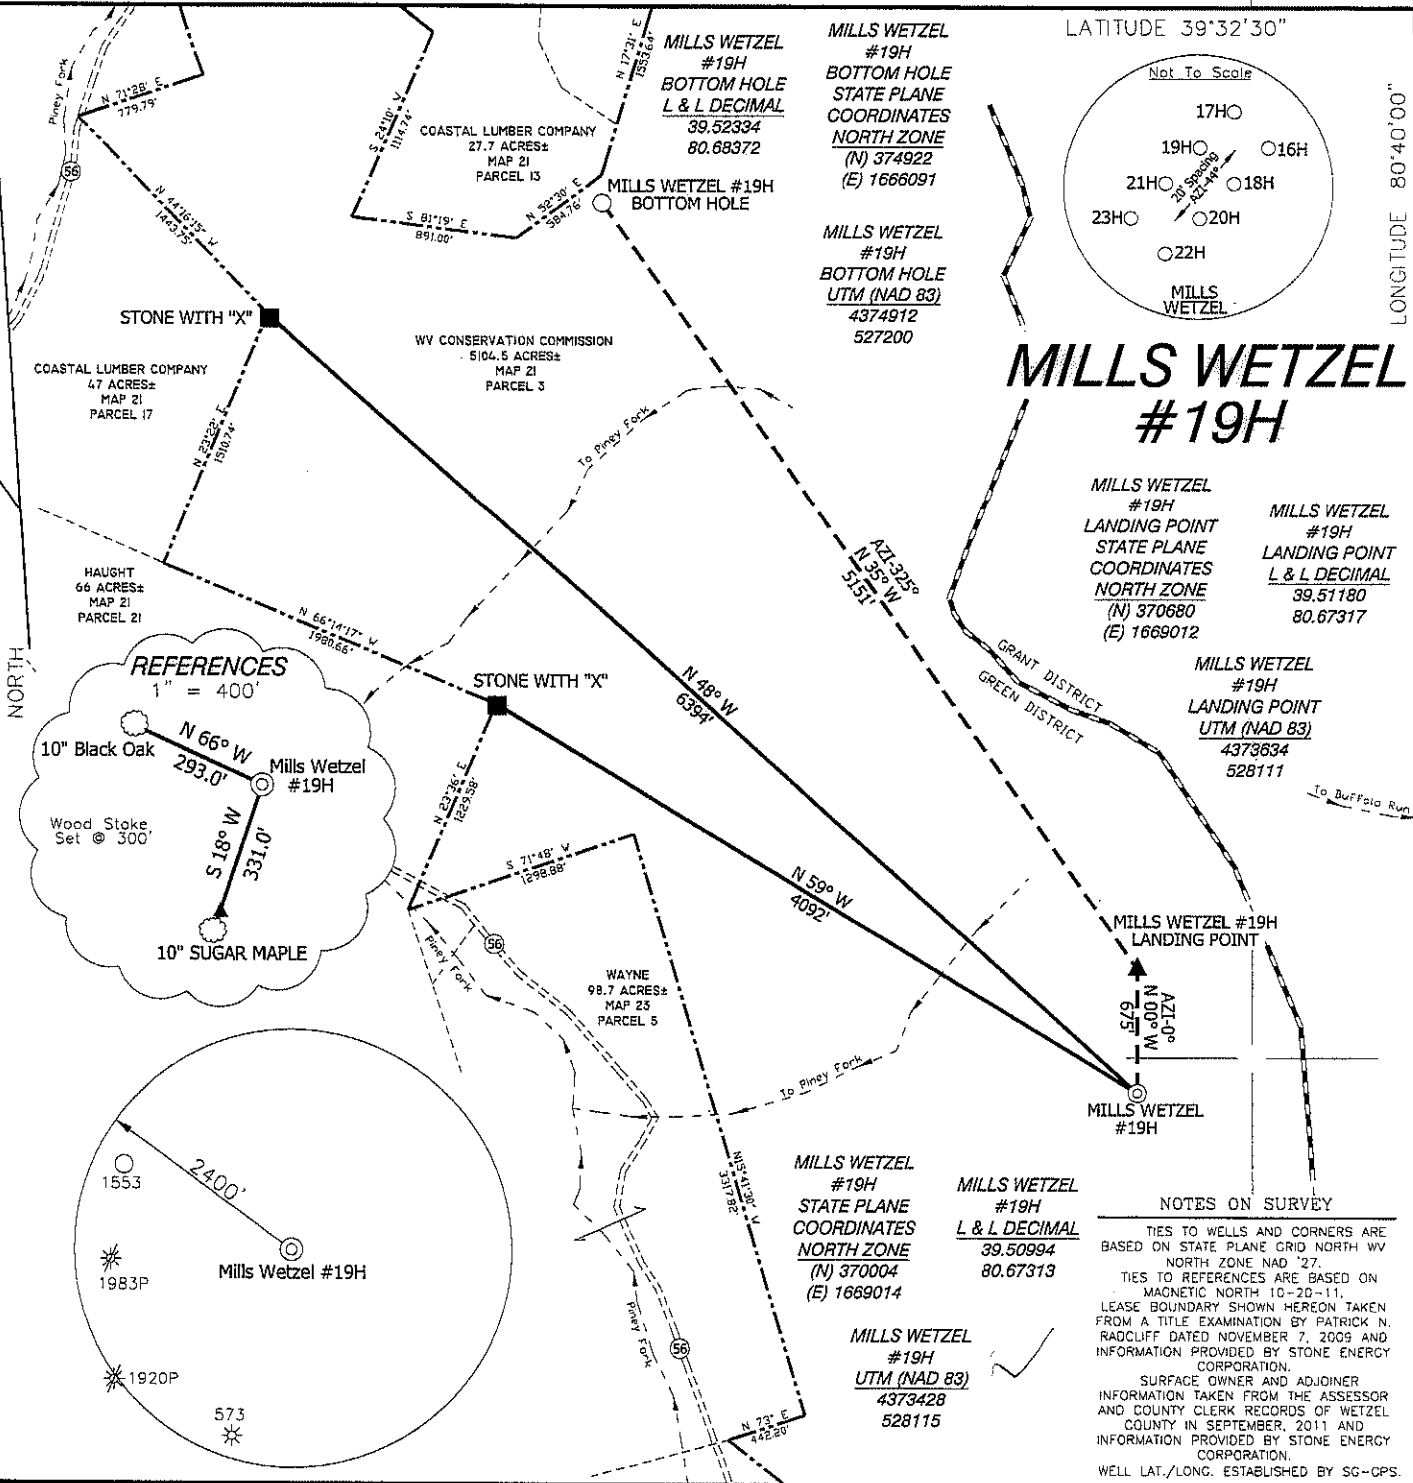 MILLS WETZEL
#19H
BOTTOM HOLE
L & L DECIMAL
39.52334
80.68372
MILLS WETZEL
#19H
BOTTOM HOLE
STATE PLANE
COORDINATES
NORTH ZONE
(N) 374922
(E) 1666091
MILLS WETZEL
#19H
BOTTOM HOLE
UTM (NAD 83)
4374912
527200
LATITUDE 39°32'30"
LONGITUDE 80°40'00"
Not To Scale
17H
19H
16H
21H
18H
23H
20H
22H
20' Spacing
AZI-44°
MILLS
WETZEL
MILLS WETZEL
#19H
Piney Fork
56
N 71°28' E
779.79'
S 24°10' W
1114.74'
N 17°31' E
1553.64'
COASTAL LUMBER COMPANY
27.7 ACRES±
MAP 21
PARCEL 13
S 81°19' E
891.00'
N 52°30' E
584.76'
MILLS WETZEL #19H
BOTTOM HOLE
N 44°16'15" W
1443.75'
STONE WITH "X"
COASTAL LUMBER COMPANY
47 ACRES±
MAP 21
PARCEL 17
WV CONSERVATION COMMISSION
5104.5 ACRES±
MAP 21
PARCEL 3
N 23°22' E
1510.74'
To Piney Fork
HAUGHT
66 ACRES±
MAP 21
PARCEL 21
N 66°14'17" W
1980.66'
AZI-325°
N 35° W
5151'
MILLS WETZEL
#19H
LANDING POINT
STATE PLANE
COORDINATES
NORTH ZONE
(N) 370680
(E) 1669012
MILLS WETZEL
#19H
LANDING POINT
L & L DECIMAL
39.51180
80.67317
MILLS WETZEL
#19H
LANDING POINT
UTM (NAD 83)
4373634
528111
GRANT DISTRICT
GREEN DISTRICT
To Buffalo Run
NORTH
REFERENCES
1" = 400'
10" Black Oak
N 66° W
293.0'
Mills Wetzel
#19H
Wood Stake
Set @ 300'
S 18° W
331.0'
10" SUGAR MAPLE
STONE WITH "X"
N 48° W
6394'
N 23°36' E
1229.58'
S 71°48' W
1298.88'
N 59° W
4092'
56
Piney Fork
WAYNE
98.7 ACRES±
MAP 23
PARCEL 5
MILLS WETZEL #19H
LANDING POINT
AZI-0°
N 00° W
675'
To Piney Fork
MILLS WETZEL
#19H
2400'
1553
1983P
Mills Wetzel #19H
1920P
573
N15°41'30" W
3317.82'
Piney Fork
56
N 73° E
442.20'
MILLS WETZEL
#19H
STATE PLANE
COORDINATES
NORTH ZONE
(N) 370004
(E) 1669014
MILLS WETZEL
#19H
L & L DECIMAL
39.50994
80.67313
MILLS WETZEL
#19H
UTM (NAD 83)
4373428
528115
NOTES ON SURVEY
TIES TO WELLS AND CORNERS ARE
BASED ON STATE PLANE GRID NORTH WV
NORTH ZONE NAD '27.
TIES TO REFERENCES ARE BASED ON
MAGNETIC NORTH 10-20-11.
LEASE BOUNDARY SHOWN HEREON TAKEN
FROM A TITLE EXAMINATION BY PATRICK N.
RADCLIFF DATED NOVEMBER 7, 2009 AND
INFORMATION PROVIDED BY STONE ENERGY
CORPORATION.
SURFACE OWNER AND ADJOINER
INFORMATION TAKEN FROM THE ASSESSOR
AND COUNTY CLERK RECORDS OF WETZEL
COUNTY IN SEPTEMBER, 2011 AND
INFORMATION PROVIDED BY STONE ENERGY
CORPORATION.
WELL LAT./LONG. ESTABLISHED BY SG-GPS.